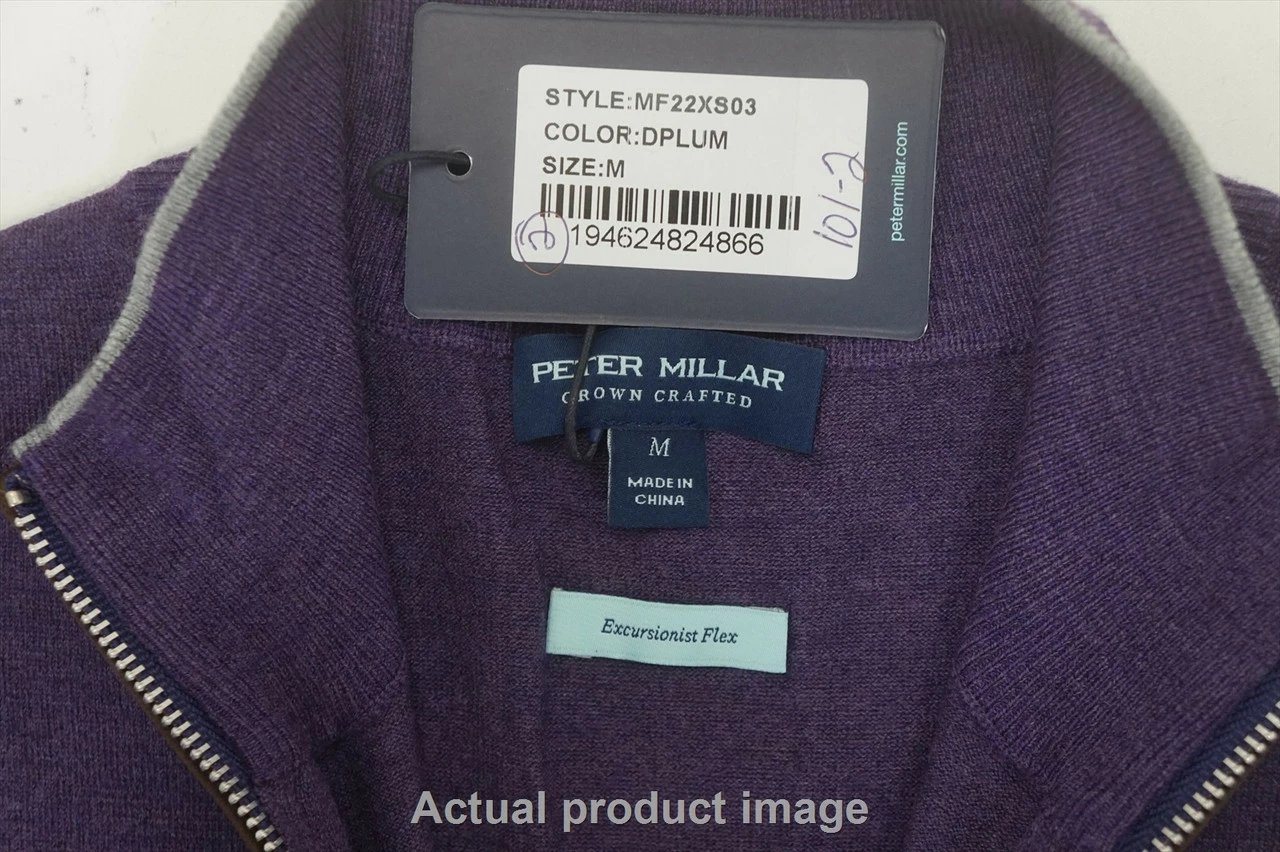 STYLE:MF22XS03
COLOR:DPLUM
SIZE:M
194624824866
2
101-2
petermillar.com
PETER MILLAR
CROWN CRAFTED
M
MADE IN
CHINA
Excursionist Flex
Actual product image